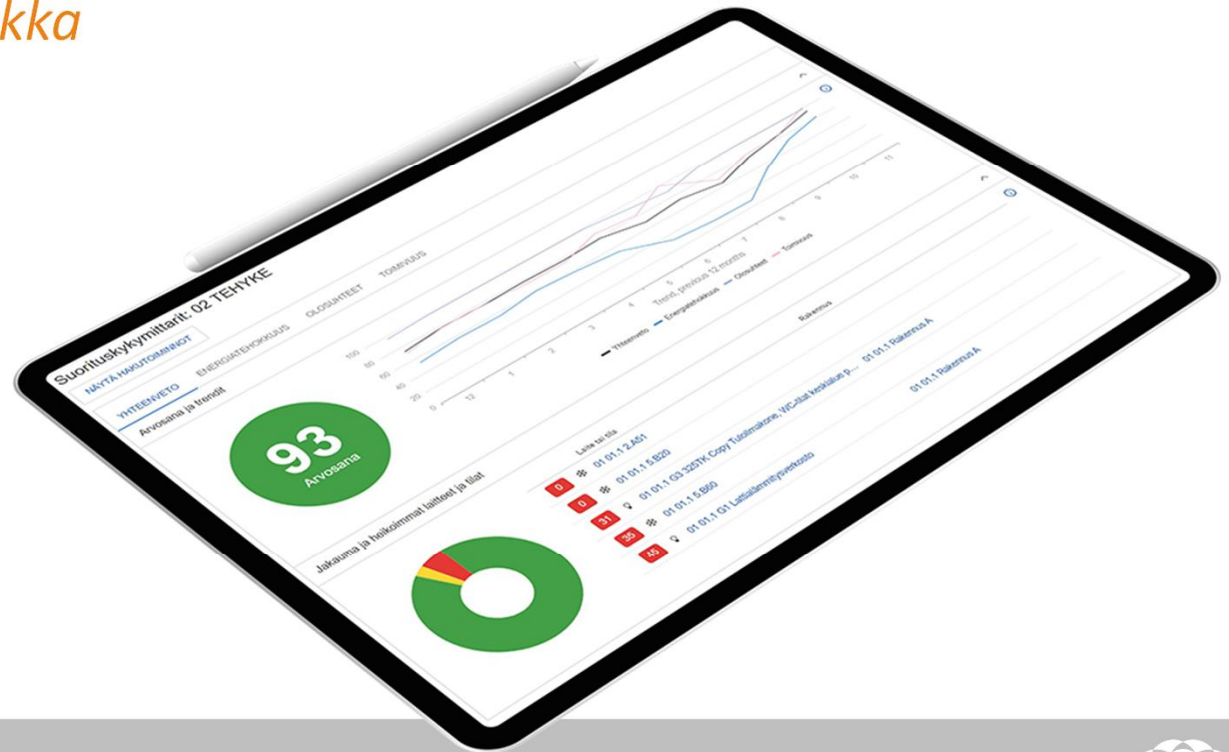 kka
Suorituskykymittarit: 02 TEHYKE
NÄYTÄ HAKUTOIMINNOT
YHTEENVETO ENERGIATEHOKKUUS OLOSUHTEET TOIMIVUUS
Arvosana ja trendit
93
Arvosana
100
80
60
40
20
0
12 1 2 3 4 5 6 7 8 9 10 11
Trend, previous 12 months
Yhteenveto Energiatehokkuus Olosuhteet Toimivuus
Jakauma ja heikoimmat laitteet ja tilat
Laite tai tila Rakennus
0 01 01.1 2.A51 01 01.1 Rakennus A
0 01 01.1 5.B20
31 01 01.1 G3 325TK Copy Tuloilmakone, WC-tilat keskialue p... 01 01.1 Rakennus A
35 01 01.1 5.B60
45 01 01.1 G1 Lattialämmitysverkosto